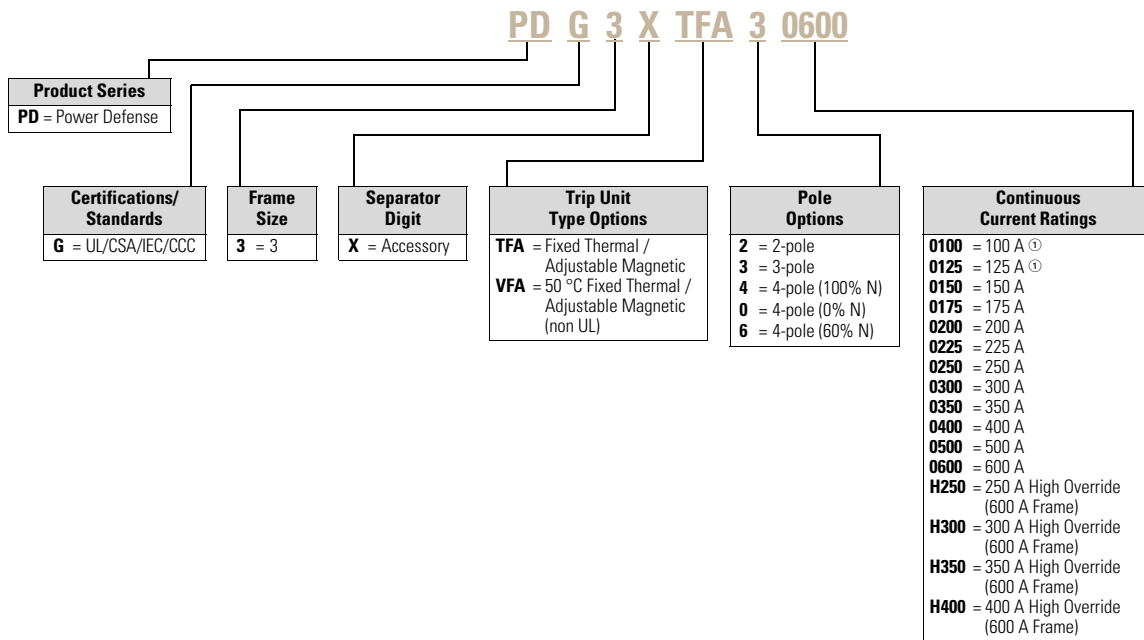 PD G 3 X TFA 3 0600
Product Series
PD = Power Defense
Certifications/
Standards
G = UL/CSA/IEC/CCC
Frame
Size
3 = 3
Separator
Digit
X = Accessory
Trip Unit
Type Options
TFA = Fixed Thermal /
Adjustable Magnetic
VFA = 50 °C Fixed Thermal /
Adjustable Magnetic
(non UL)
Pole
Options
2 = 2-pole
3 = 3-pole
4 = 4-pole (100% N)
0 = 4-pole (0% N)
6 = 4-pole (60% N)
Continuous
Current Ratings
0100 = 100 A ①
0125 = 125 A ①
0150 = 150 A
0175 = 175 A
0200 = 200 A
0225 = 225 A
0250 = 250 A
0300 = 300 A
0350 = 350 A
0400 = 400 A
0500 = 500 A
0600 = 600 A
H250 = 250 A High Override
(600 A Frame)
H300 = 300 A High Override
(600 A Frame)
H350 = 350 A High Override
(600 A Frame)
H400 = 400 A High Override
(600 A Frame)